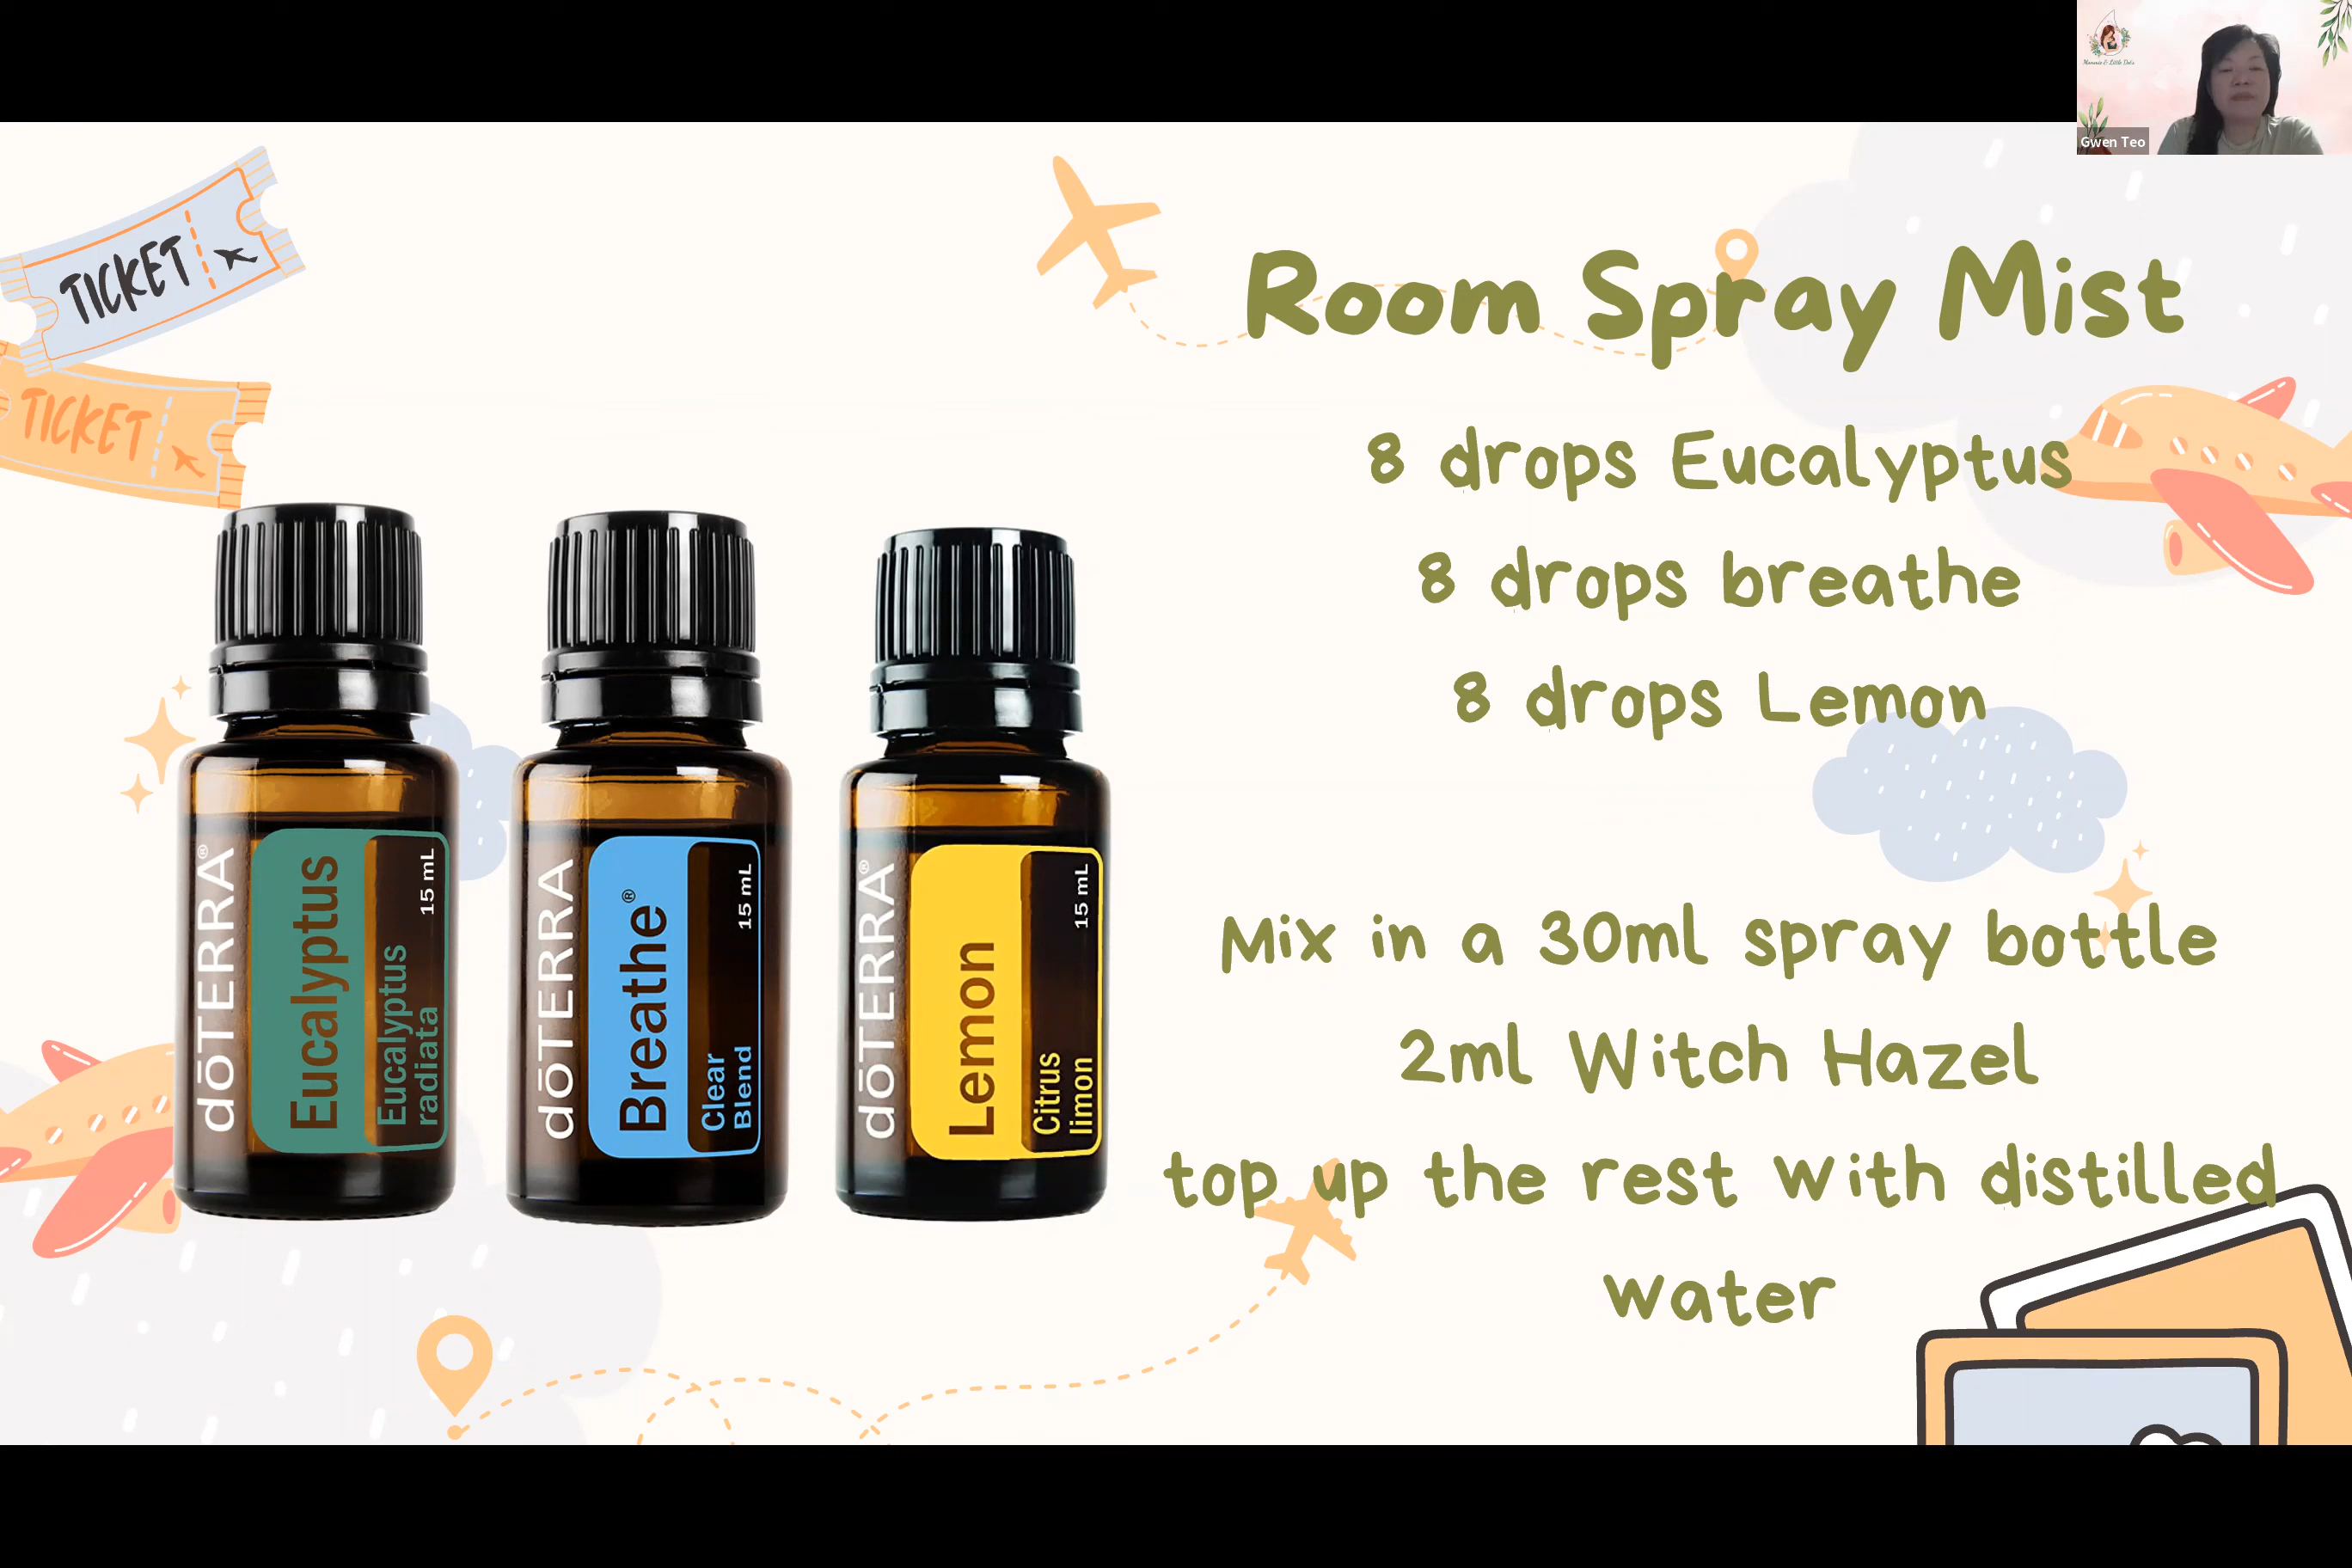 Gwen Teo
TICKET
TICKET
Room Spray Mist
8 drops Eucalyptus
8 drops breathe
8 drops Lemon
Mix in a 30ml spray bottle
2ml Witch Hazel
top up the rest with distilled
water
dōTERRA®
Eucalyptus
Eucalyptus
radiata
15 mL
dōTERRA
Breathe®
Clear
Blend
15 mL
dōTERRA®
Lemon
Citrus
limon
15 mL